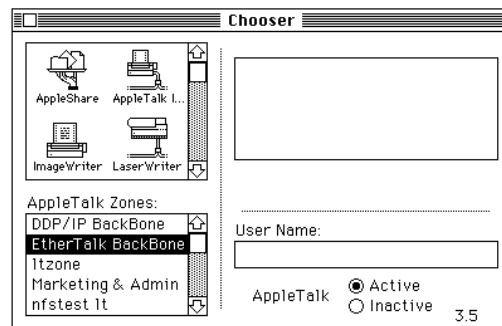 Chooser
AppleShare AppleTalk I...
ImageWriter LaserWriter
AppleTalk Zones:
DDP/IP BackBone
EtherTalk BackBone
ltzone
Marketing & Admin
nfstest lt
User Name:
AppleTalk
Active
Inactive
3.5